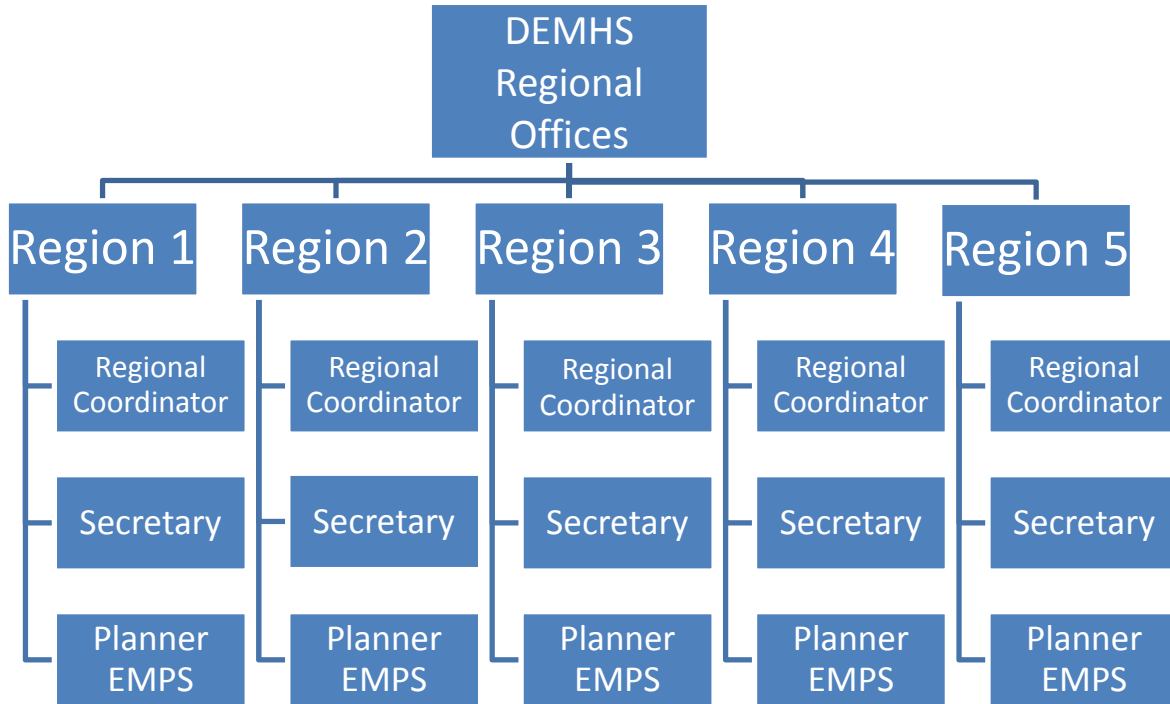 DEMHS
Regional
Offices
Region 1
Region 2
Region 3
Region 4
Region 5
Regional
Coordinator
Regional
Coordinator
Regional
Coordinator
Regional
Coordinator
Regional
Coordinator
Secretary
Secretary
Secretary
Secretary
Secretary
Planner
EMPS
Planner
EMPS
Planner
EMPS
Planner
EMPS
Planner
EMPS